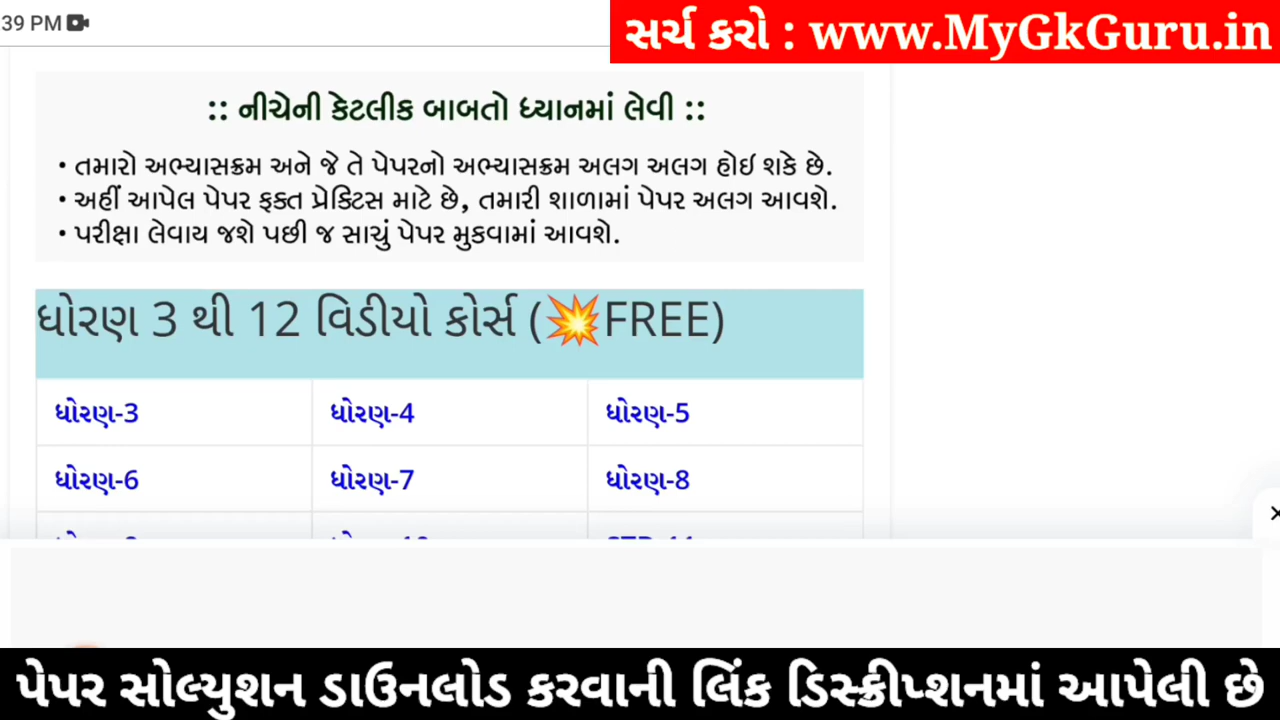 39 PM
સર્ચ કરો : www.MyGkGuru.in
:: નીચેની કેટલીક બાબતો ધ્યાનમાં લેવી ::
• તમારો અભ્યાસક્રમ અને જે તે પેપરનો અભ્યાસક્રમ અલગ અલગ હોઈ શકે છે.
• અહીં આપેલ પેપર ફક્ત પ્રેક્ટિસ માટે છે, તમારી શાળામાં પેપર અલગ આવશે.
• પરીક્ષા લેવાય જશે પછી જ સાચું પેપર મુકવામાં આવશે.
ધોરણ 3 થી 12 વિડીયો કોર્સ (💥FREE)
ધોરણ-3 ધોરણ-4 ધોરણ-5
ધોરણ-6 ધોરણ-7 ધોરણ-8
પેપર સોલ્યુશન ડાઉનલોડ કરવાની લિંક ડિસ્ક્રીપ્શનમાં આપેલી છે